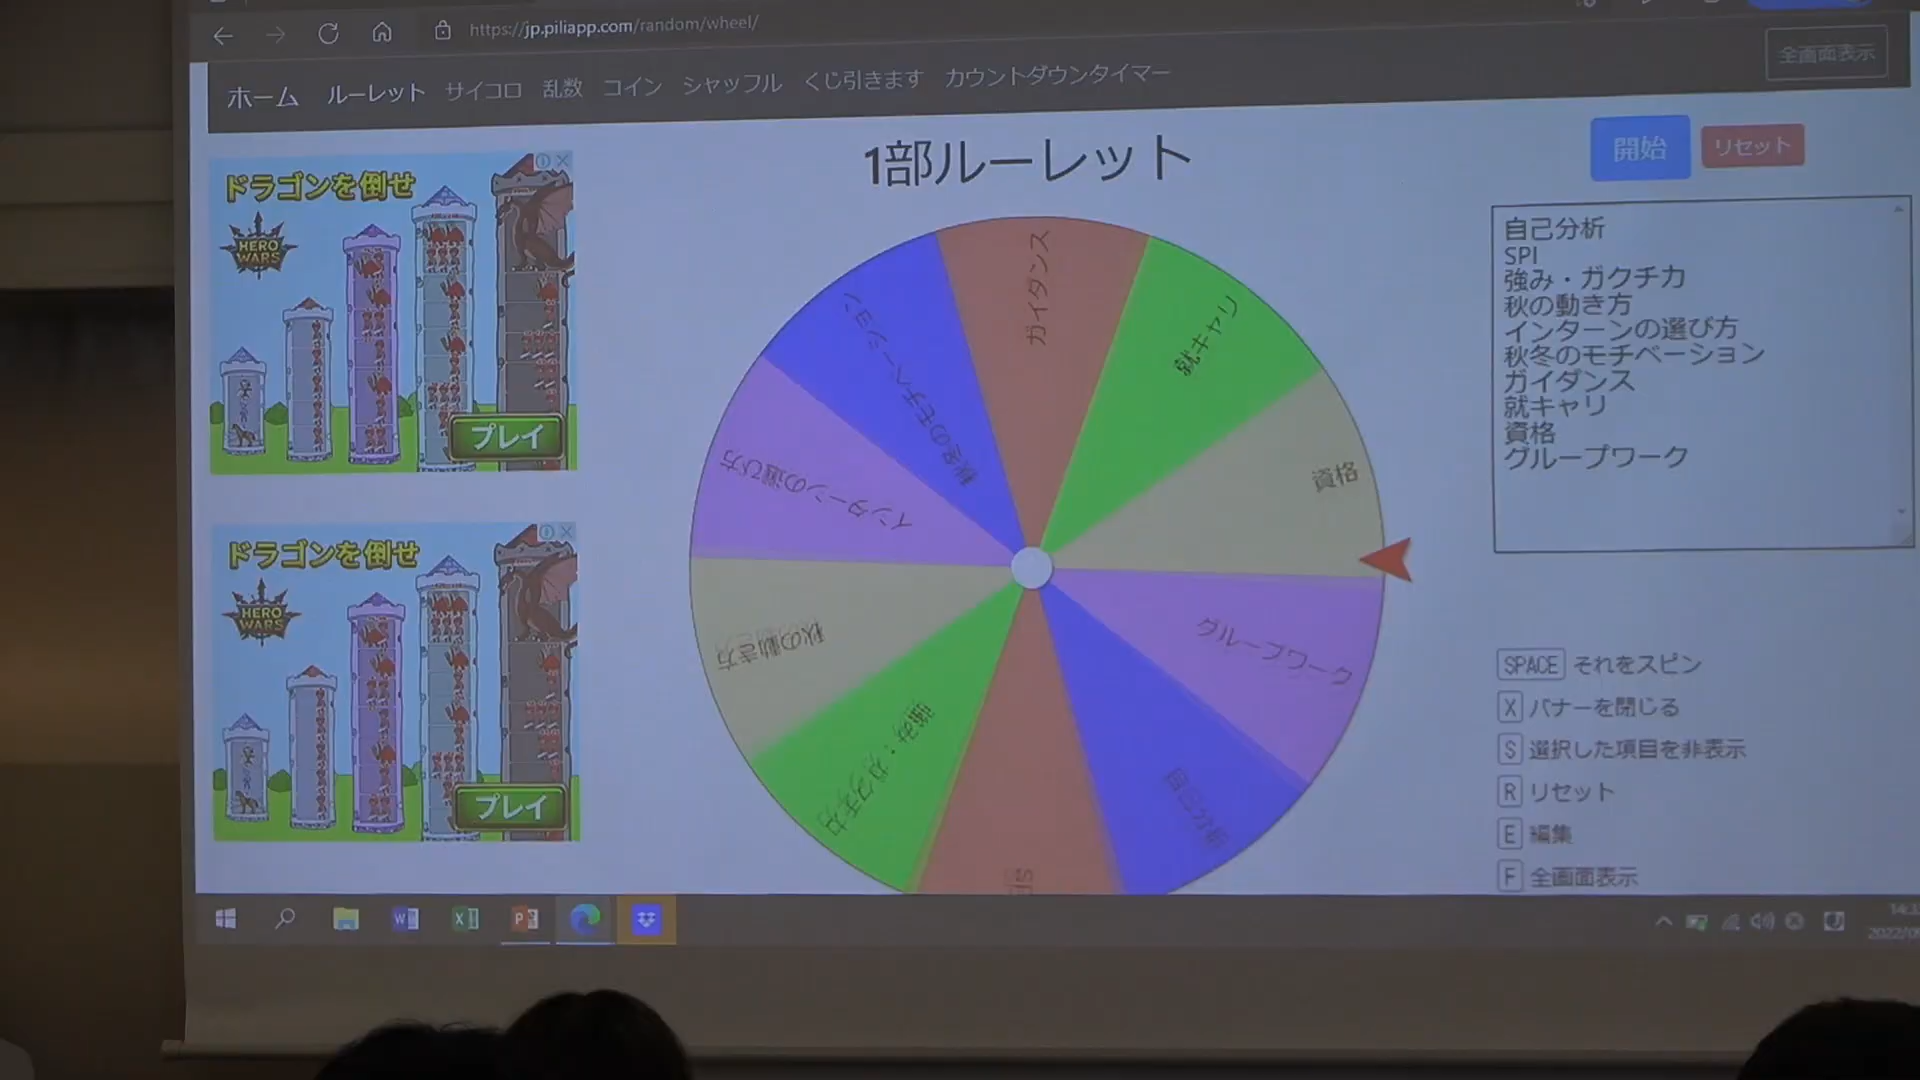 https://jp.piliapp.com/random/wheel/
ホーム ルーレット サイコロ 乱数 コイン シャッフル くじ引きます カウントダウンタイマー
全画面表示
1部ルーレット
開始
リセット
ドラゴンを倒せ
HERO WARS
プレイ
ドラゴンを倒せ
HERO WARS
プレイ
ガイダンス
就キャリ
資格
グループワーク
自己分析
強み・ガクチカ
秋の動き方
インターンの選び方
秋冬のモチベーション
自己分析
SPI
強み・ガクチカ
秋の動き方
インターンの選び方
秋冬のモチベーション
ガイダンス
就キャリ
資格
グループワーク
SPACE それをスピン
X バナーを閉じる
S 選択した項目を非表示
R リセット
E 編集
F 全画面表示